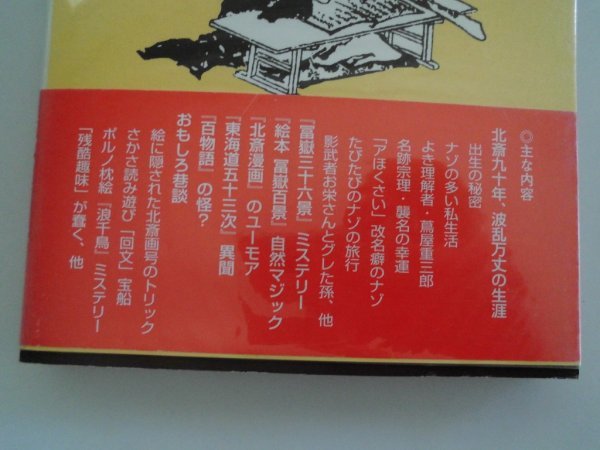 ◎主な内容
北斎九十年、波乱万丈の生涯
出生の秘密
ナゾの多い私生活
よき理解者・蔦屋重三郎
名跡宗理・襲名の幸運
「アほくさい」改名癖のナゾ
たびたびのナゾの旅行
影武者お栄さんとグレた孫、他
『冨嶽三十六景』ミステリー
『絵本 冨嶽百景』自然マジック
『北斎漫画』のユーモア
『東海道五十三次』異聞
『百物語』の怪?
おもしろ巷談
絵に隠された北斎画号のトリック
さかさ読み遊び「回文」宝船
ポルノ枕絵『浪千鳥』ミステリー
「残酷趣味」が蠢く、他